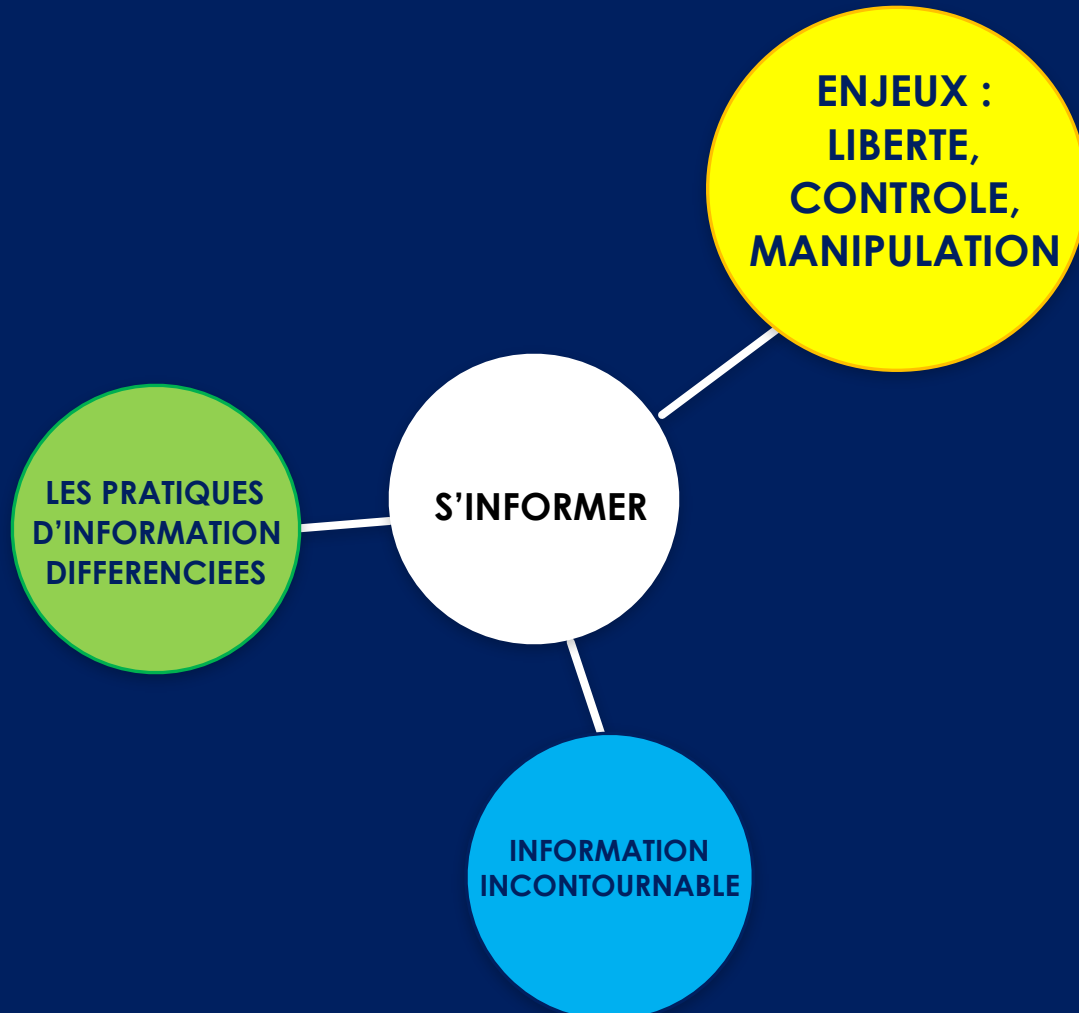 ENJEUX :
LIBERTE,
CONTROLE,
MANIPULATION
S’INFORMER
LES PRATIQUES
D’INFORMATION
DIFFERENCIEES
INFORMATION
INCONTOURNABLE